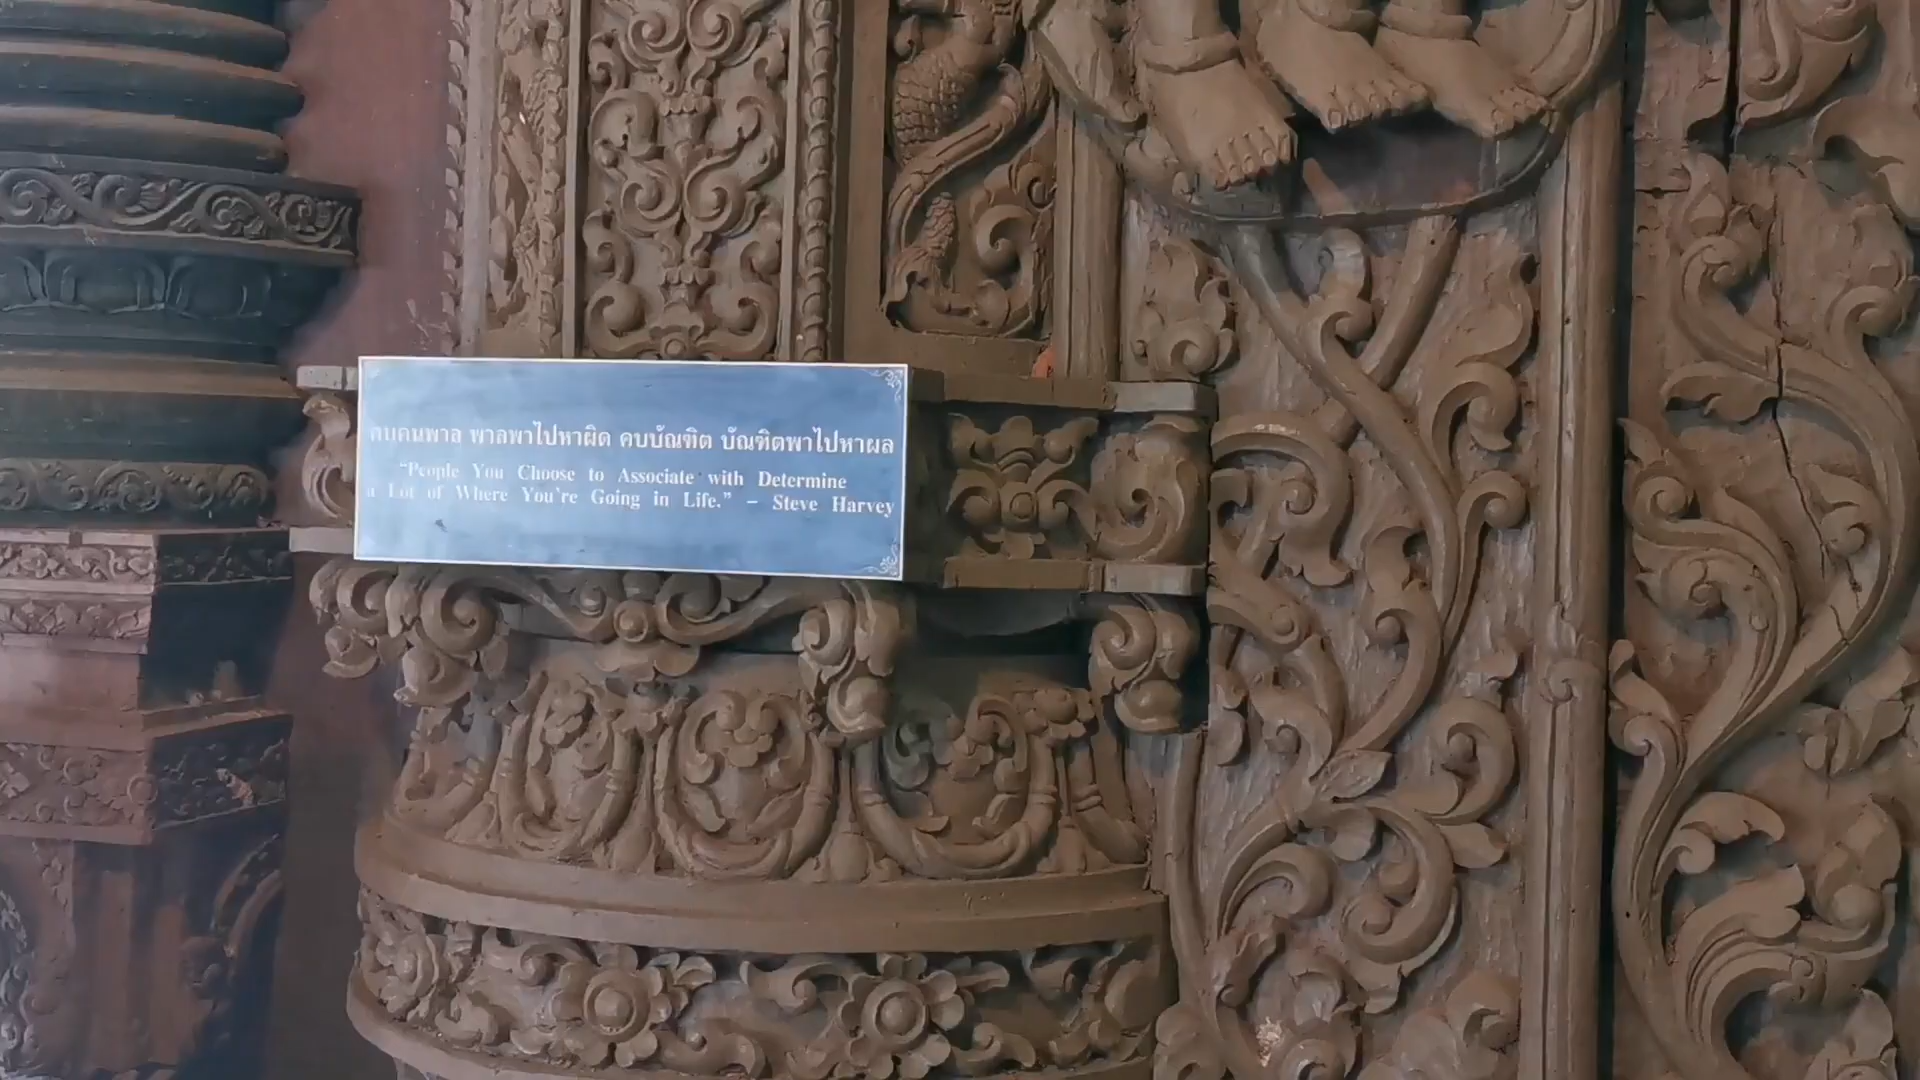 คบคนพาล พาลพาไปหาผิด คบบัณฑิต บัณฑิตพาไปหาผล
“People You Choose to Associate with Determine
a Lot of Where You're Going in Life.” – Steve Harvey